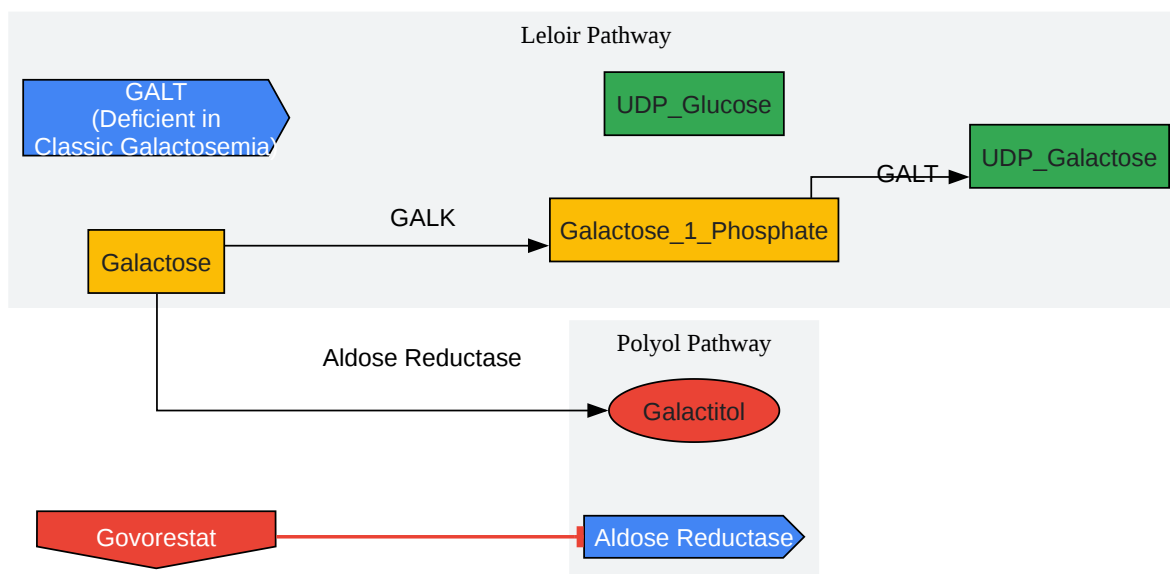 Leloir Pathway
GALT
(Deficient in
Classic Galactosemia)
UDP_Glucose
UDP_Galactose
GALT
GALK
Galactose_1_Phosphate
Galactose
Polyol Pathway
Aldose Reductase
Galactitol
Govorestat
Aldose Reductase